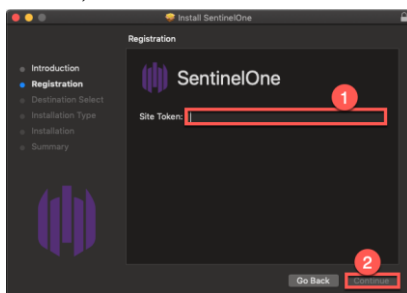 Install SentinelOne
Registration
Introduction
Registration
Destination Select
Installation Type
Installation
Summary
SentinelOne
1
Site Token:
2
Go Back
Continue